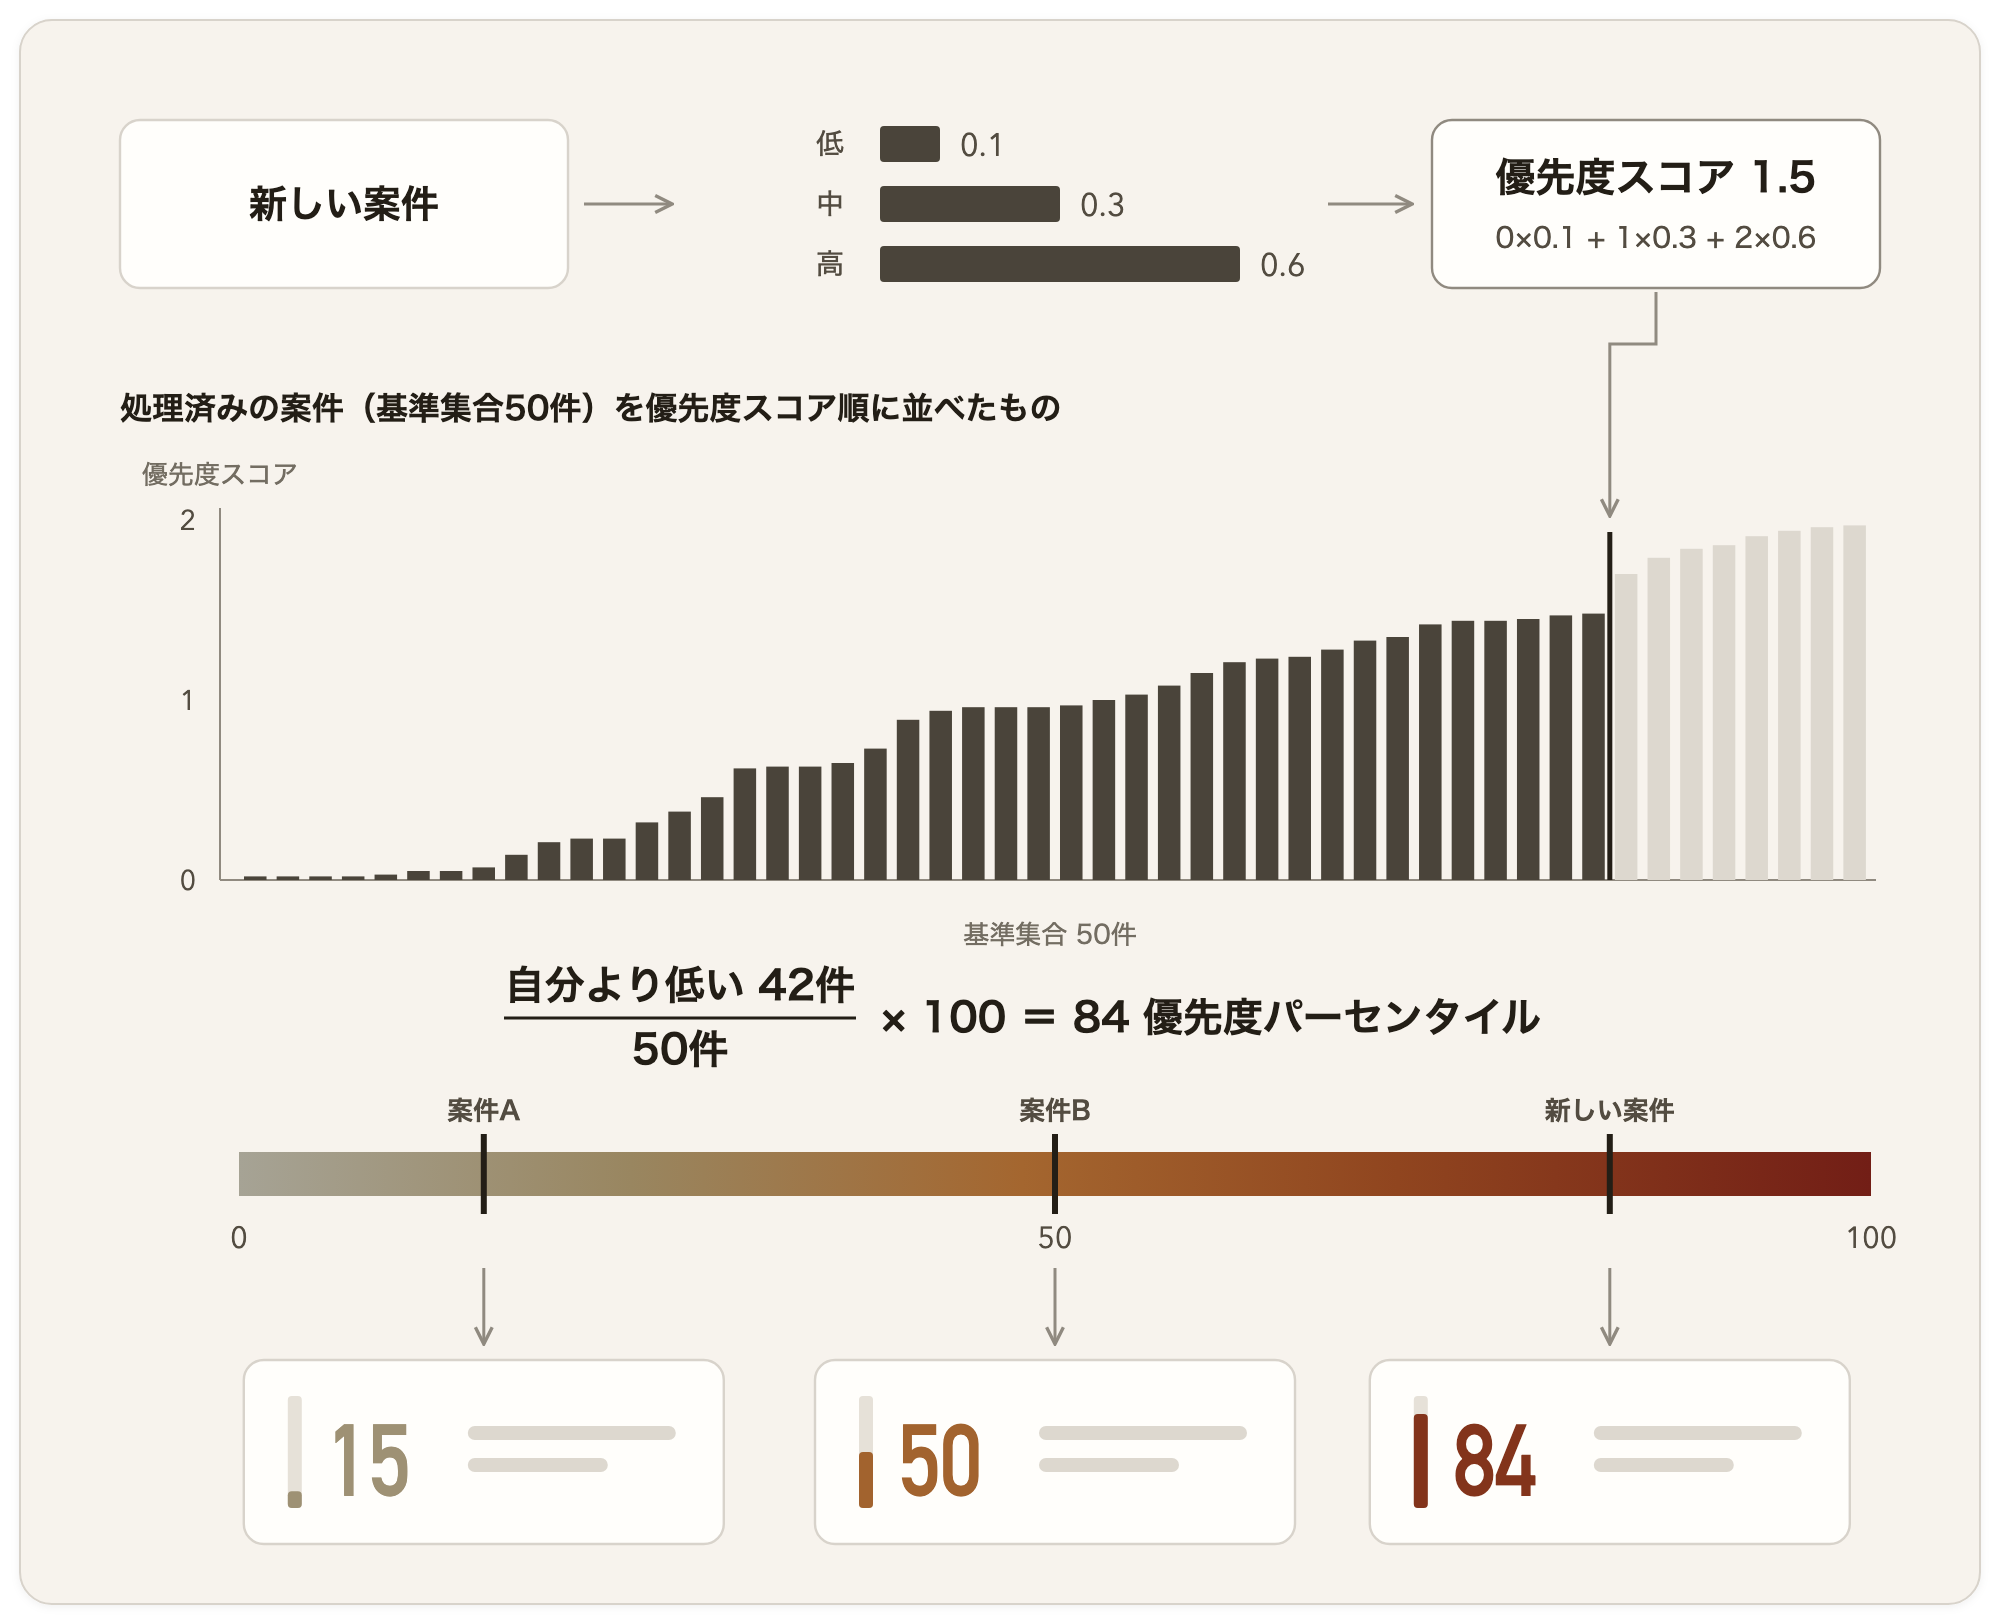 新しい案件
低 0.1
中 0.3
高 0.6
優先度スコア 1.5
0×0.1 + 1×0.3 + 2×0.6
処理済みの案件（基準集合50件）を優先度スコア順に並べたもの
優先度スコア
2
1
0
基準集合 50件
自分より低い 42件
50件
× 100 = 84 優先度パーセンタイル
案件A
案件B
新しい案件
0
50
100
15
50
84